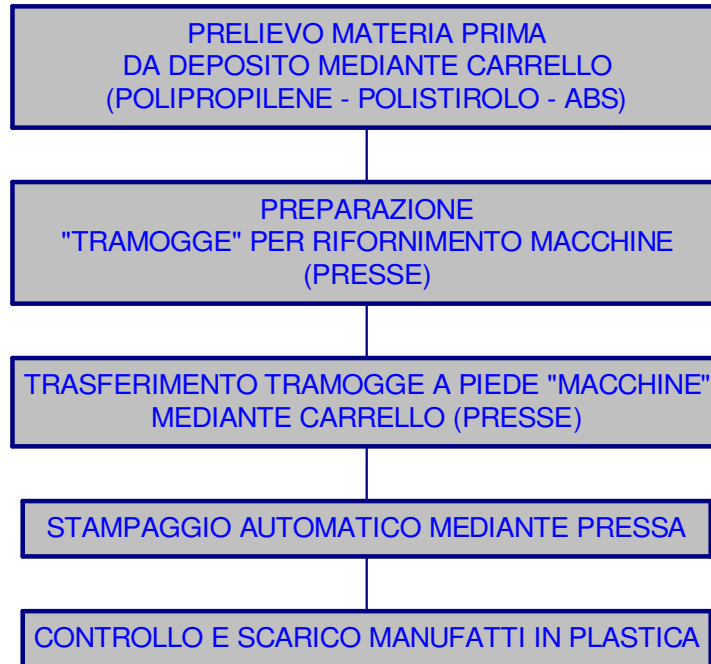 PRELIEVO MATERIA PRIMA
DA DEPOSITO MEDIANTE CARRELLO
(POLIPROPILENE - POLISTIROLO - ABS)
PREPARAZIONE
"TRAMOGGE" PER RIFORNIMENTO MACCHINE
(PRESSE)
TRASFERIMENTO TRAMOGGE A PIEDE "MACCHINE"
MEDIANTE CARRELLO (PRESSE)
STAMPAGGIO AUTOMATICO MEDIANTE PRESSA
CONTROLLO E SCARICO MANUFATTI IN PLASTICA